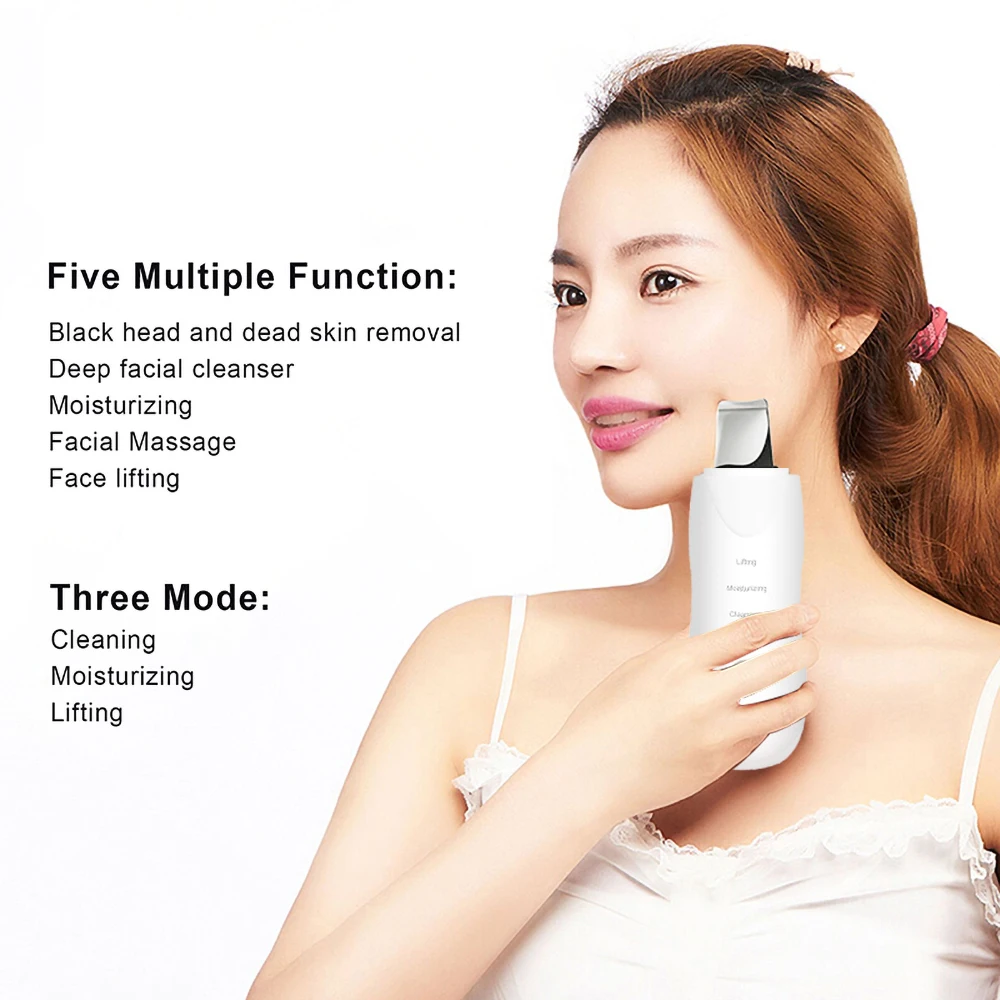 Five Multiple Function:
Black head and dead skin removal
Deep facial cleanser
Moisturizing
Facial Massage
Face lifting
Three Mode:
Cleaning
Moisturizing
Lifting
Lifting
Moisturizing